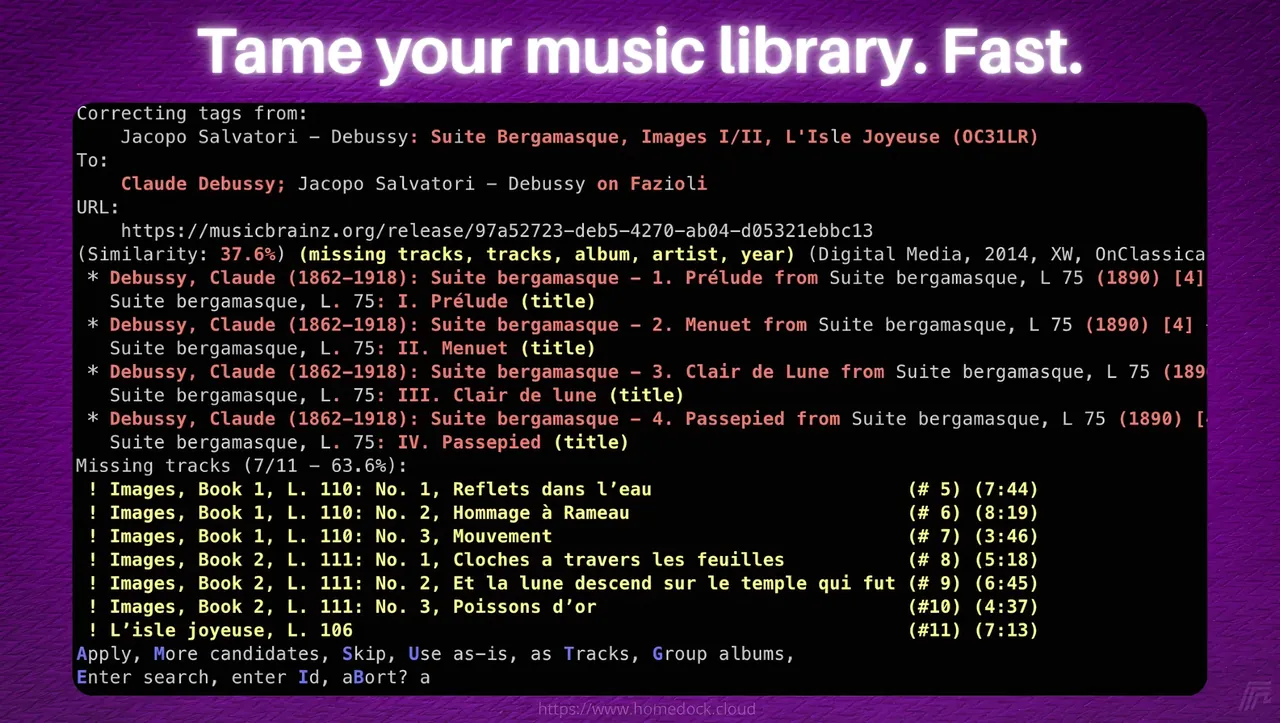 Tame your music library. Fast.
Correcting tags from:
Jacopo Salvatori – Debussy: Suite Bergamasque, Images I/II, L'Isle Joyeuse (OC31LR)
To:
Claude Debussy; Jacopo Salvatori – Debussy on Fazioli
URL:
https://musicbrainz.org/release/97a52723-deb5-4270-ab04-d05321ebbc13
(Similarity: 37.6%) (missing tracks, tracks, album, artist, year) (Digital Media, 2014, XW, OnClassica
* Debussy, Claude (1862–1918): Suite bergamasque – 1. Prélude from Suite bergamasque, L 75 (1890) [4]
Suite bergamasque, L. 75: I. Prélude (title)
* Debussy, Claude (1862–1918): Suite bergamasque – 2. Menuet from Suite bergamasque, L 75 (1890) [4] -
Suite bergamasque, L. 75: II. Menuet (title)
* Debussy, Claude (1862–1918): Suite bergamasque – 3. Clair de Lune from Suite bergamasque, L 75 (189
Suite bergamasque, L. 75: III. Clair de lune (title)
* Debussy, Claude (1862–1918): Suite bergamasque – 4. Passepied from Suite bergamasque, L 75 (1890) [
Suite bergamasque, L. 75: IV. Passepied (title)
Missing tracks (7/11 – 63.6%):
! Images, Book 1, L. 110: No. 1, Reflets dans l’eau (# 5) (7:44)
! Images, Book 1, L. 110: No. 2, Hommage à Rameau (# 6) (8:19)
! Images, Book 1, L. 110: No. 3, Mouvement (# 7) (3:46)
! Images, Book 2, L. 111: No. 1, Cloches a travers les feuilles (# 8) (5:18)
! Images, Book 2, L. 111: No. 2, Et la lune descend sur le temple qui fut (# 9) (6:45)
! Images, Book 2, L. 111: No. 3, Poissons d’or (#10) (4:37)
! L’isle joyeuse, L. 106 (#11) (7:13)
Apply, More candidates, Skip, Use as-is, as Tracks, Group albums,
Enter search, enter Id, aBort? a
https://www.homedock.cloud